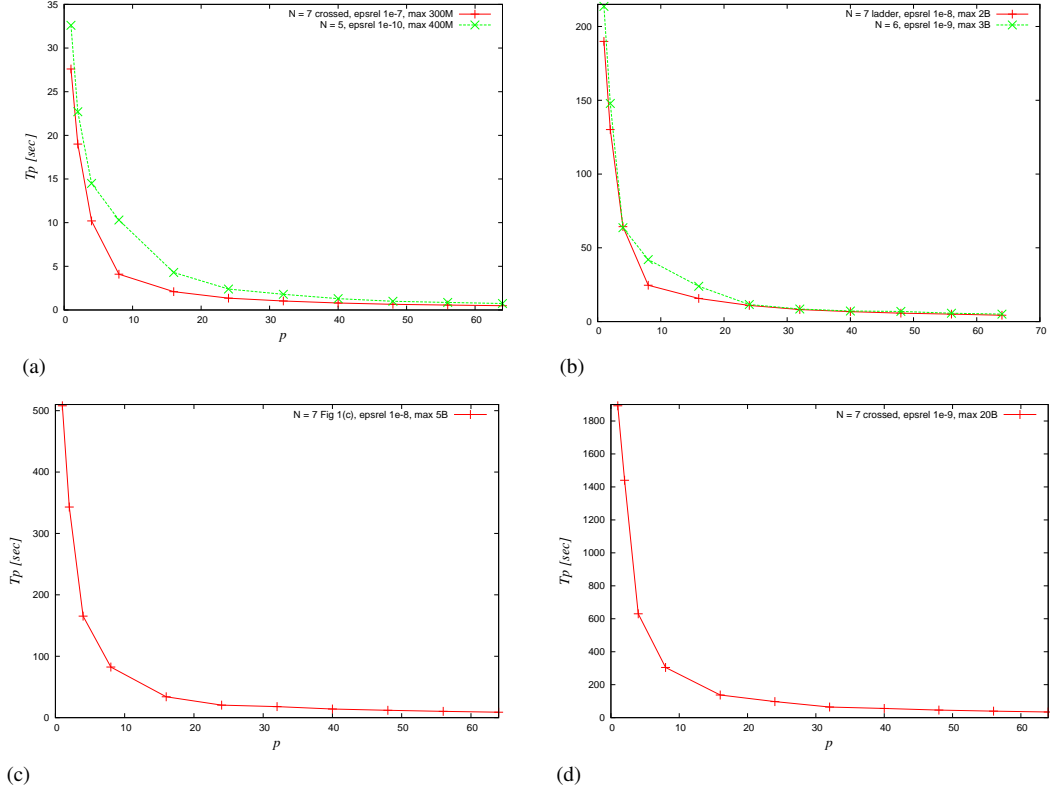 N = 7 crossed, epsrel 1e-7, max 300M
N = 5, epsrel 1e-10, max 400M
35
30
25
20
15
10
5
0
Tp [sec]
0 10 20 30 40 50 60
p
(a)
N = 7 ladder, epsrel 1e-8, max 2B
N = 6, epsrel 1e-9, max 3B
200
150
100
50
0
0 10 20 30 40 50 60 70
(b)
N = 7 Fig 1(c), epsrel 1e-8, max 5B
500
400
300
200
100
0
Tp [sec]
0 10 20 30 40 50 60
p
(c)
N = 7 crossed, epsrel 1e-9, max 20B
1800
1600
1400
1200
1000
800
600
400
200
0
Tp [sec]
0 10 20 30 40 50 60
p
(d)